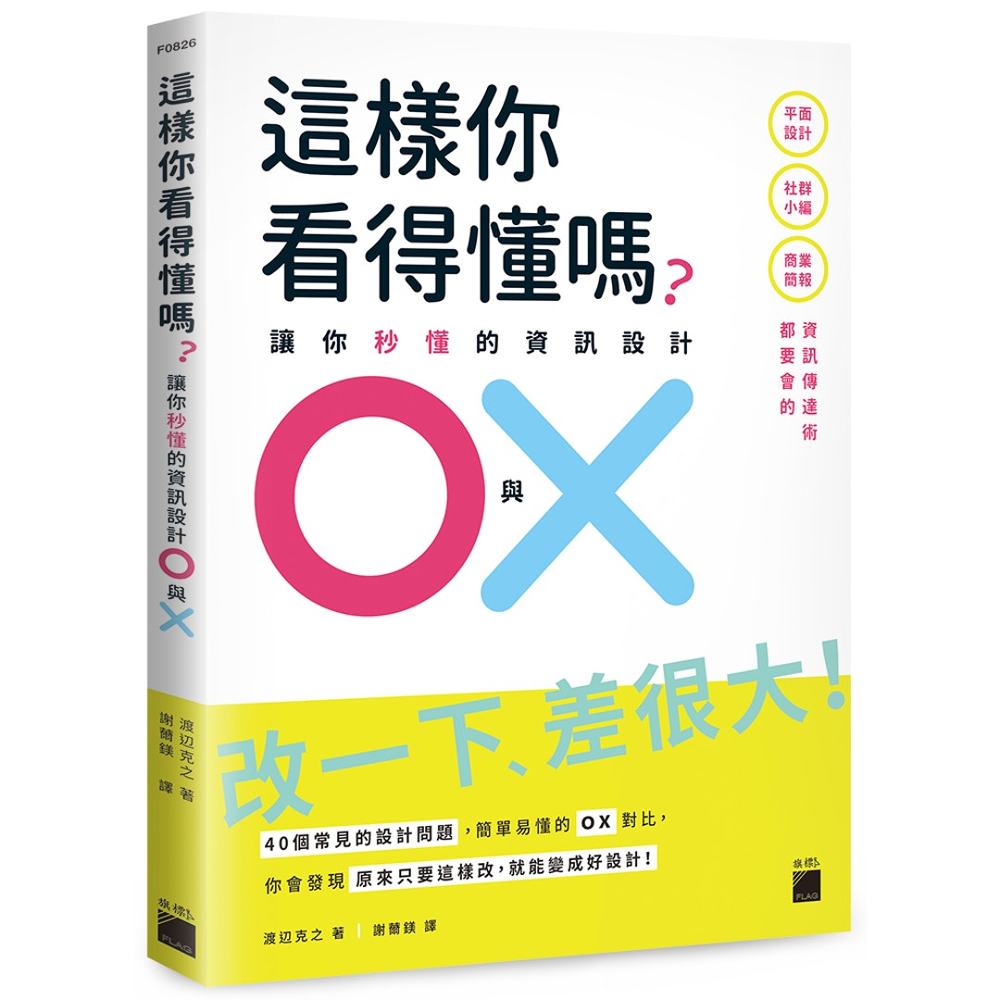 F0826
這樣你看得懂嗎?
讓你秒懂的資訊設計
O與X
渡辺克之 著
謝薾鎂 譯
旗標
FLAG
這樣你
看得懂嗎?
讓你秒懂的資訊設計
O與X
平面
設計
社群
小編
商業
簡報
資訊傳達術
都要會的
改一下、差很大!
40個常見的設計問題,簡單易懂的 OX 對比,
你會發現 原來只要這樣改,就能變成好設計!
渡辺克之 著 | 謝薾鎂 譯
旗標
FLAG